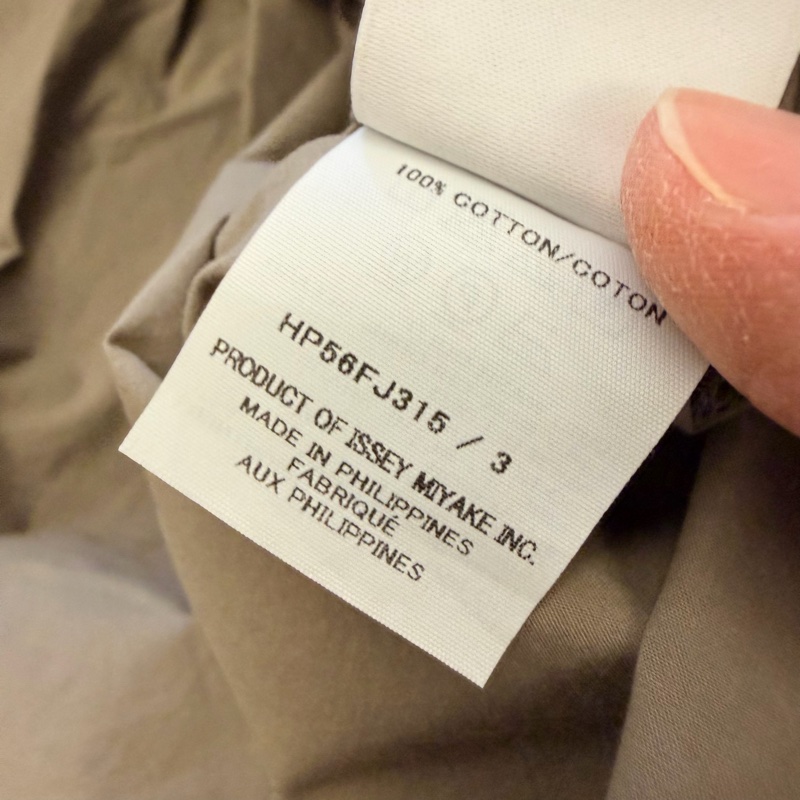 100% COTTON/COTON
HP56FJ315 / 3
PRODUCT OF ISSEY MIYAKE INC.
MADE IN PHILIPPINES
FABRIQUÉ
AUX PHILIPPINES